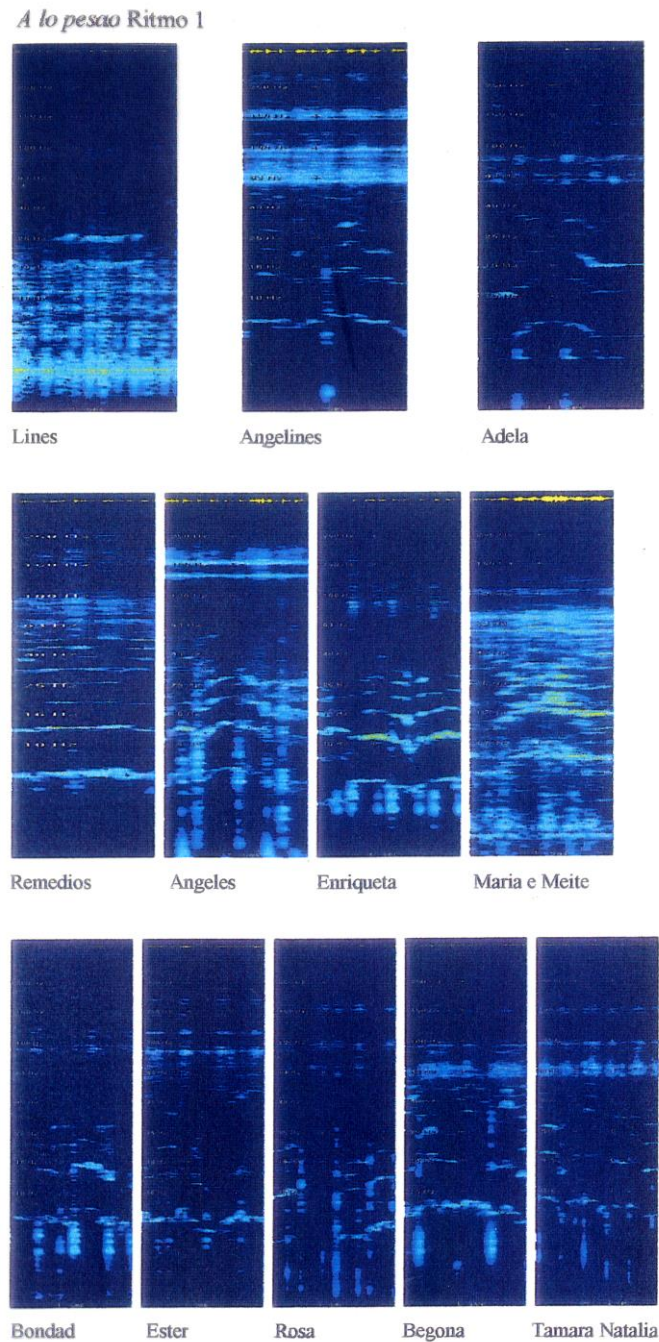 A lo pesao Ritmo 1
Lines Angelines Adela
Remedios Angeles Enriqueta Maria e Meite
Bondad Ester Rosa Begona Tamara Natalia